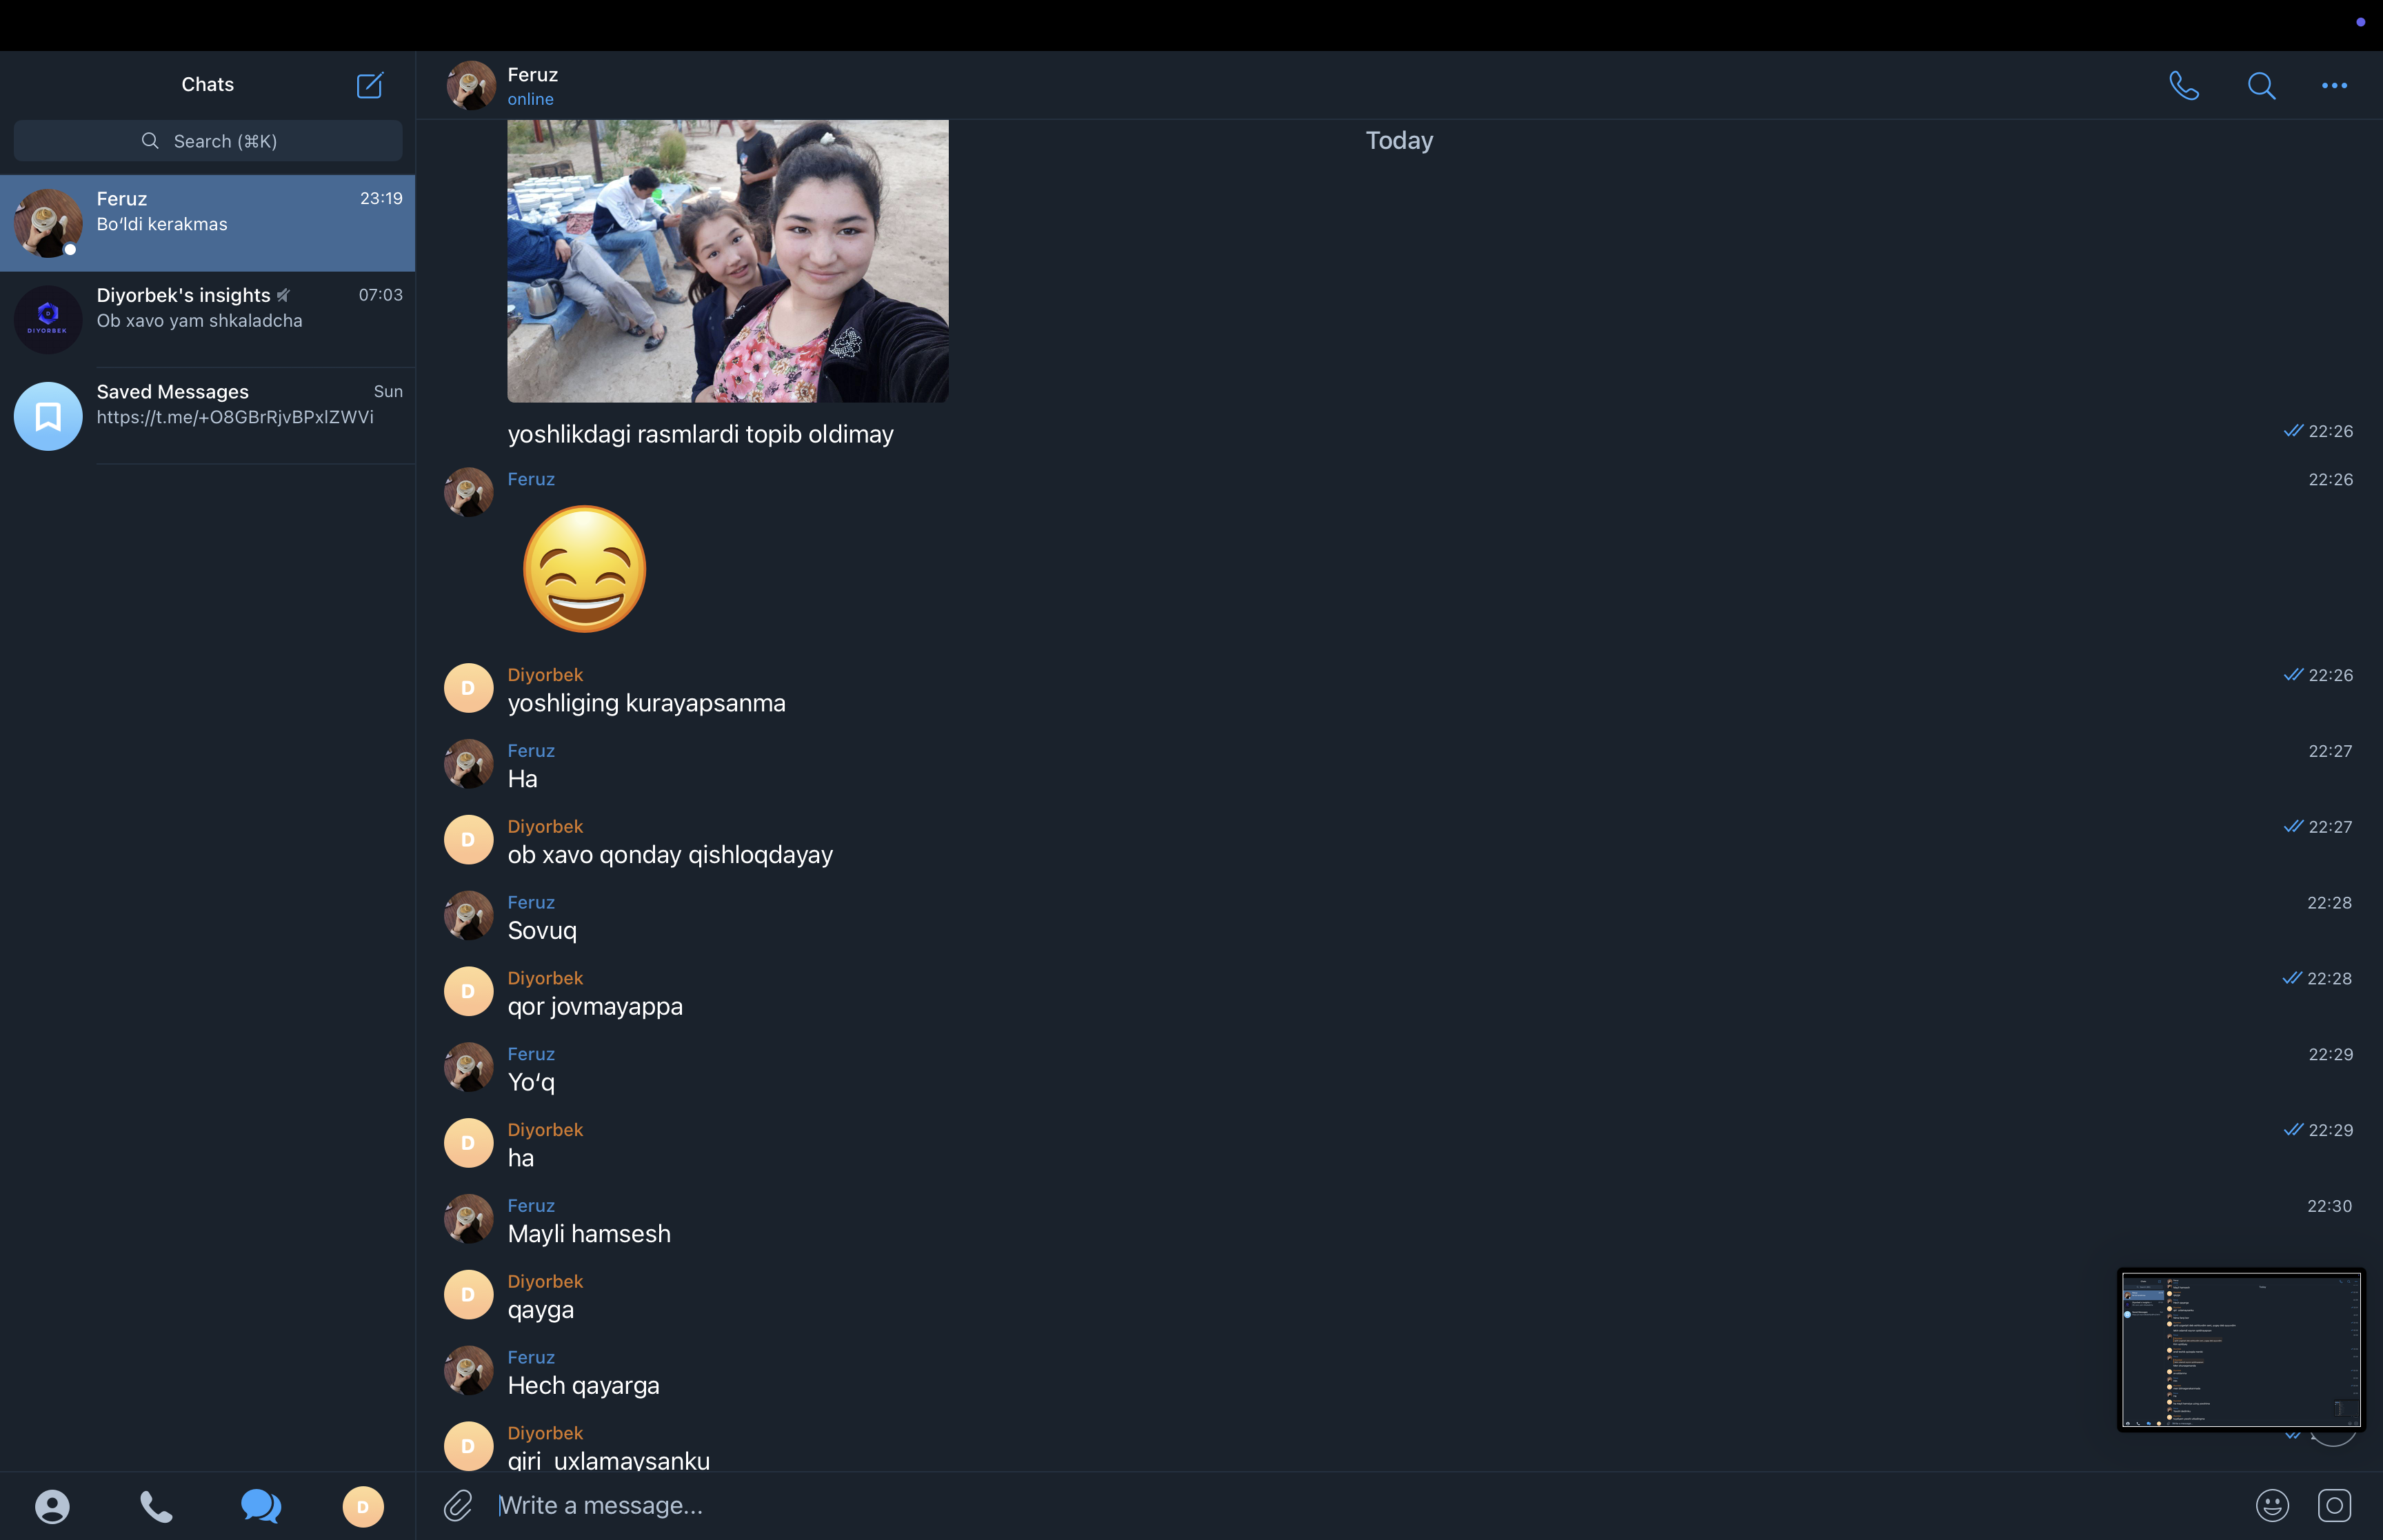 Chats
Search (⌘K)
Feruz
23:19
Bo‘ldi kerakmas
Diyorbek's insights
07:03
Ob xavo yam shkaladcha
DIYORBEK
Saved Messages
Sun
https://t.me/+O8GBrRjvBPxlZWVi
Feruz
online
Today
yoshlikdagi rasmlardi topib oldimay
22:26
Feruz
22:26
D
Diyorbek
22:26
yoshliging kurayapsanma
Feruz
22:27
Ha
D
Diyorbek
22:27
ob xavo qonday qishloqdayay
Feruz
22:28
Sovuq
D
Diyorbek
22:28
qor jovmayappa
Feruz
22:29
Yo‘q
D
Diyorbek
22:29
ha
Feruz
22:30
Mayli hamsesh
D
Diyorbek
qayga
Feruz
Hech qayarga
D
Diyorbek
qiri uxlamaysanku
D
Write a message...